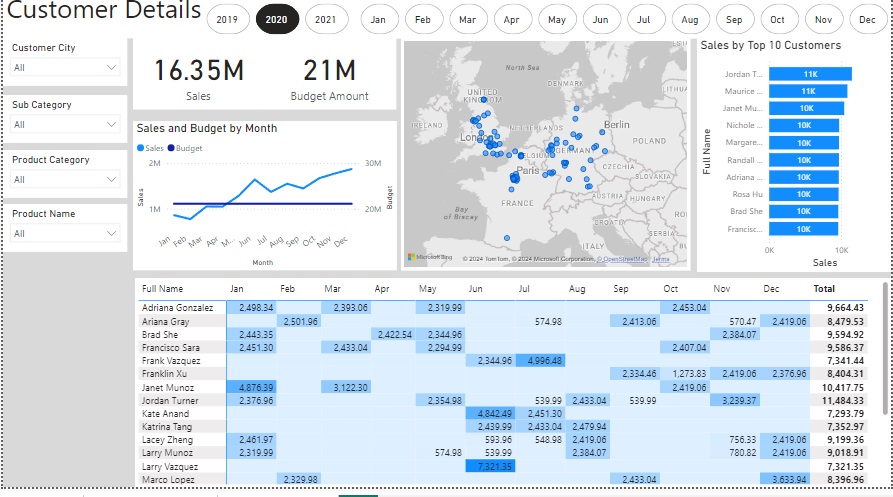 Customer Details
2019 2020 2021 Jan Feb Mar Apr May Jun Jul Aug Sep Oct Nov Dec
Customer City
All
Sub Category
All
Product Category
All
Product Name
All
16.35M
Sales
21M
Budget Amount
Sales and Budget by Month
Sales Budget
2M 30M
1M 20M
Sales
Budget
Jan Feb Mar Apr M... Jun Jul Aug Sep Oct Nov Dec
Month
North Sea
DENMARK
LITHUA
UNITED
KINGDOM
IRELAND
NETHERLANDS
Berlin
London
POLAND
BELGIUM
GERMANY
Paris
CZECHIA
SLOVAKIA
AUSTRIA
HUNGARY
FRANCE
Bay
of Biscay
CROATIA
RO
SERBIA
ITALY
Microsoft Bing
© 2024 TomTom, © 2024 Microsoft Corporation, © OpenStreetMap Terms
Sales by Top 10 Customers
Full Name
Jordan T... 11K
Maurice ... 11K
Janet Mu... 10K
Nichole ... 10K
Margare... 10K
Randall ... 10K
Adriana ... 10K
Rosa Hu 10K
Brad She 10K
Francisc... 10K
0K 10K
Sales
Full Name Jan Feb Mar Apr May Jun Jul Aug Sep Oct Nov Dec Total
Adriana Gonzalez 2,498.34 2,393.06 2,319.99 2,453.04 9,664.43
Ariana Gray 2,501.96 574.98 2,413.06 570.47 2,419.06 8,479.53
Brad She 2,443.35 2,422.54 2,344.96 2,384.07 9,594.92
Francisco Sara 2,451.30 2,433.04 2,294.99 2,407.04 9,586.37
Frank Vazquez 2,344.96 4,996.48 7,341.44
Franklin Xu 2,334.46 1,273.83 2,419.06 2,376.96 8,404.31
Janet Munoz 4,876.39 3,122.30 2,419.06 10,417.75
Jordan Turner 2,376.96 2,354.98 539.99 2,433.04 539.99 3,239.37 11,484.33
Kate Anand 4,842.49 2,451.30 7,293.79
Katrina Tang 2,439.99 2,433.04 2,479.94 7,352.97
Lacey Zheng 2,461.97 593.96 548.98 2,419.06 756.33 2,419.06 9,199.36
Larry Munoz 2,319.99 574.98 539.99 2,384.07 780.82 2,419.06 9,018.91
Larry Vazquez 7,321.35 7,321.35
Marco Lopez 2,329.98 2,433.04 3,633.94 8,396.96